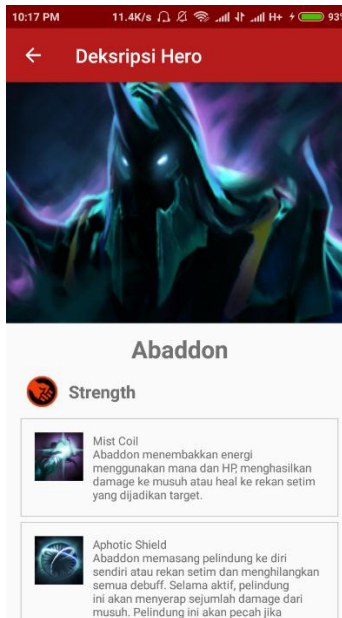 10:17 PM 11.4K/s H+ 93%
Deksripsi Hero
Abaddon
Strength
Mist Coil
Abaddon menembakkan energi
menggunakan mana dan HP, menghasilkan
damage ke musuh atau heal ke rekan setim
yang dijadikan target.
Aphotic Shield
Abaddon memasang pelindung ke diri
sendiri atau rekan setim dan menghilangkan
semua debuff. Selama aktif, pelindung
ini akan menyerap sejumlah damage dari
musuh. Pelindung ini akan pecah jika